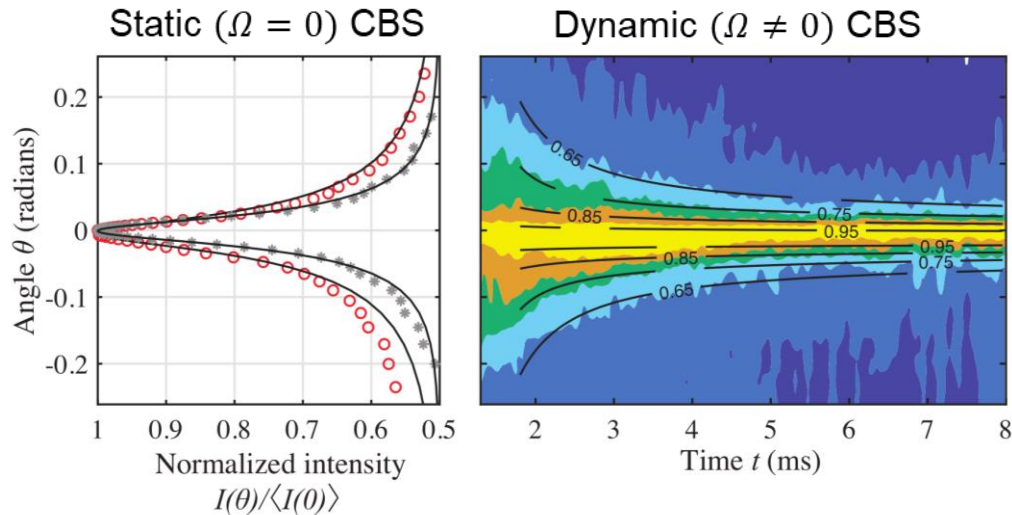 Static (Ω = 0) CBS
Dynamic (Ω ≠ 0) CBS
Angle θ (radians)
0.2
0.1
0
-0.1
-0.2
1 0.9 0.8 0.7 0.6 0.5
Normalized intensity
I(θ)/⟨I(0)⟩
0.65
0.75
0.85
0.95
0.95
0.85
0.75
0.65
2 3 4 5 6 7 8
Time t (ms)